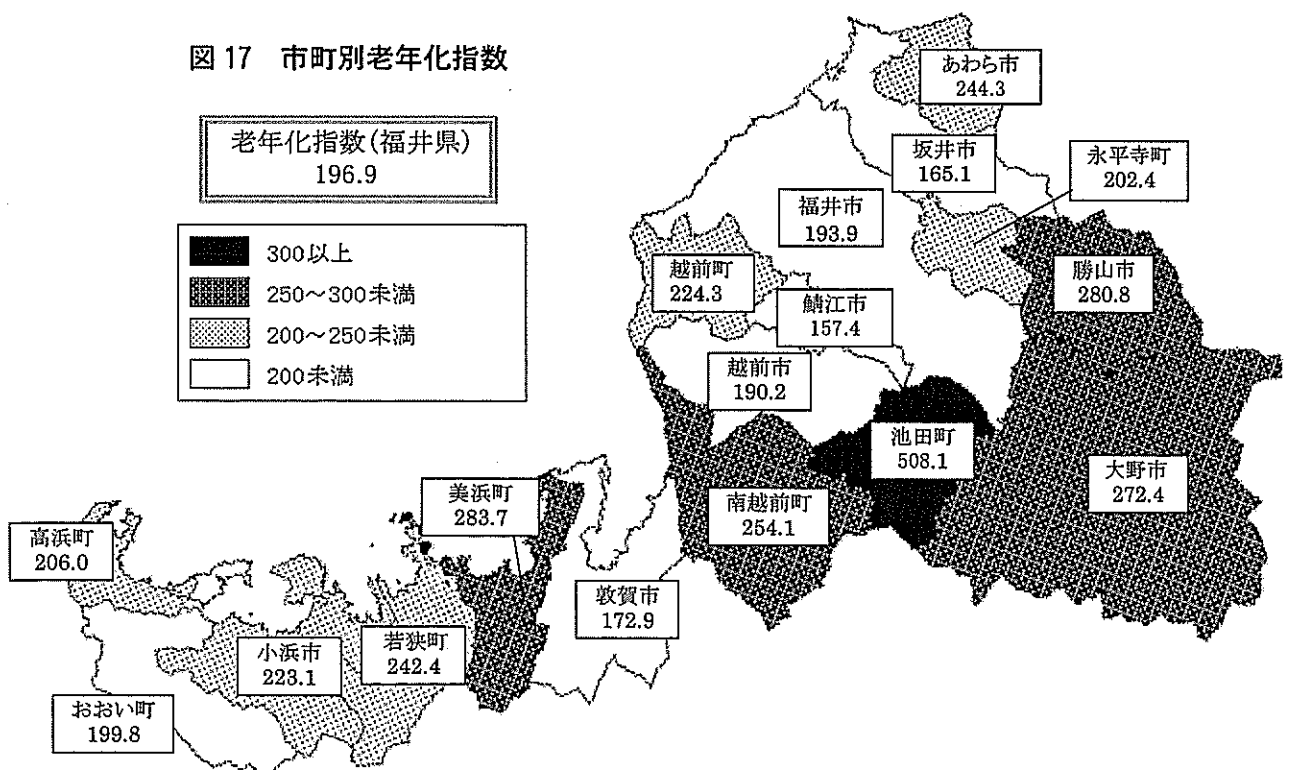 図17 市町別老年化指数
老年化指数(福井県)
196.9
300以上
250～300未満
200～250未満
200未満
あわら市
244.3
坂井市
165.1
永平寺町
202.4
福井市
193.9
勝山市
280.8
越前町
224.3
鯖江市
157.4
越前市
190.2
池田町
508.1
大野市
272.4
南越前町
254.1
美浜町
283.7
敦賀市
172.9
高浜町
206.0
若狭町
242.4
小浜市
223.1
おおい町
199.8